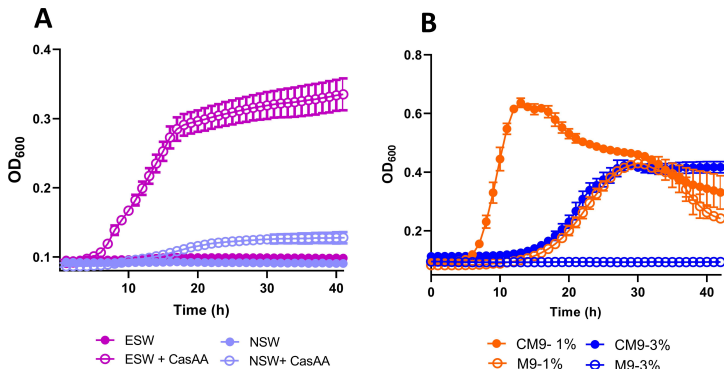 A
0.4
0.3
0.2
0.1
OD600
10
20
30
40
Time (h)
ESW
NSW
ESW + CasAA
NSW+ CasAA
B
0.8
0.6
0.4
0.2
OD600
0
10
20
30
40
Time (h)
CM9- 1%
CM9-3%
M9-1%
M9-3%